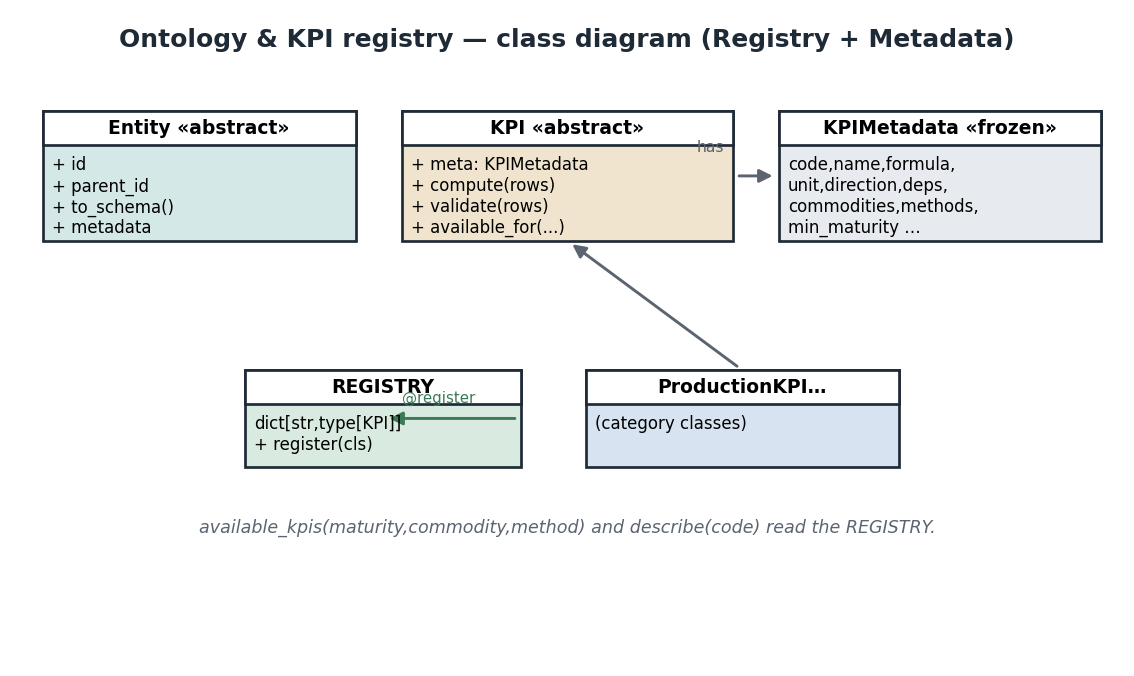 Ontology & KPI registry — class diagram (Registry + Metadata)
Entity «abstract»
+ id
+ parent_id
+ to_schema()
+ metadata
KPI «abstract»
+ meta: KPIMetadata
+ compute(rows)
+ validate(rows)
+ available_for(...)
has
KPIMetadata «frozen»
code,name,formula,
unit,direction,deps,
commodities,methods,
min_maturity …
REGISTRY
@register
dict[str,type[KPI]]
+ register(cls)
ProductionKPI…
(category classes)
available_kpis(maturity,commodity,method) and describe(code) read the REGISTRY.